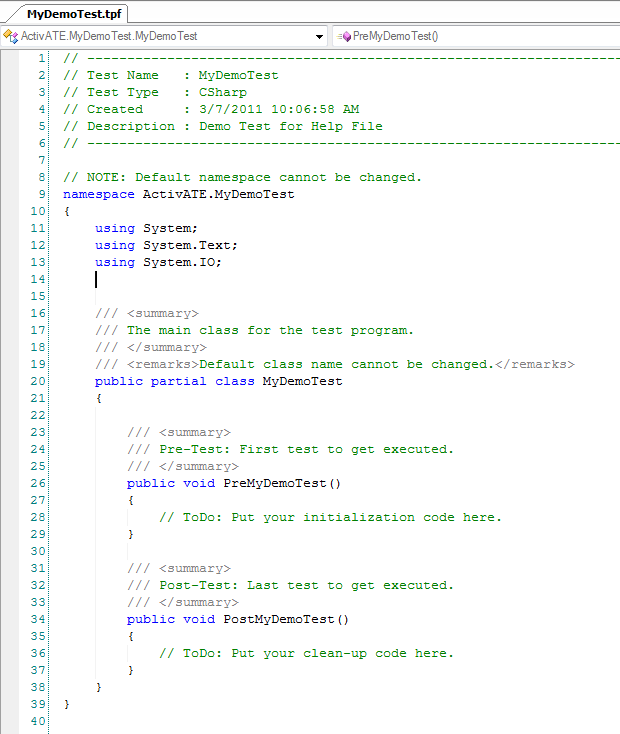 MyDemoTest.tpf
ActivATE.MyDemoTest.MyDemoTest PreMyDemoTest()
1 // -------------------------------------------------------------------
2 // Test Name   : MyDemoTest
3 // Test Type   : CSharp
4 // Created     : 3/7/2011 10:06:58 AM
5 // Description : Demo Test for Help File
6 // -------------------------------------------------------------------
7
8 // NOTE: Default namespace cannot be changed.
9 namespace ActivATE.MyDemoTest
10 {
11     using System;
12     using System.Text;
13     using System.IO;
14
15
16     /// <summary>
17     /// The main class for the test program.
18     /// </summary>
19     /// <remarks>Default class name cannot be changed.</remarks>
20     public partial class MyDemoTest
21     {
22
23         /// <summary>
24         /// Pre-Test: First test to get executed.
25         /// </summary>
26         public void PreMyDemoTest()
27         {
28             // ToDo: Put your initialization code here.
29         }
30
31         /// <summary>
32         /// Post-Test: Last test to get executed.
33         /// </summary>
34         public void PostMyDemoTest()
35         {
36             // ToDo: Put your clean-up code here.
37         }
38     }
39 }
40